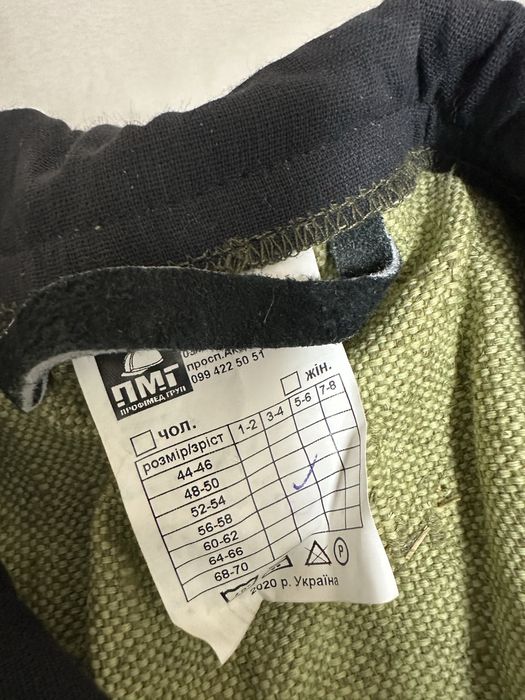 просп.
099 422 50 51
ПМГ
ПРОФІМЕД ГРУП
чол.
жін.
розмір/зріст 1-2 3-4 5-6 7-8
44-46
48-50
52-54
56-58
60-62
64-66
68-70
P
2020 р. Україна